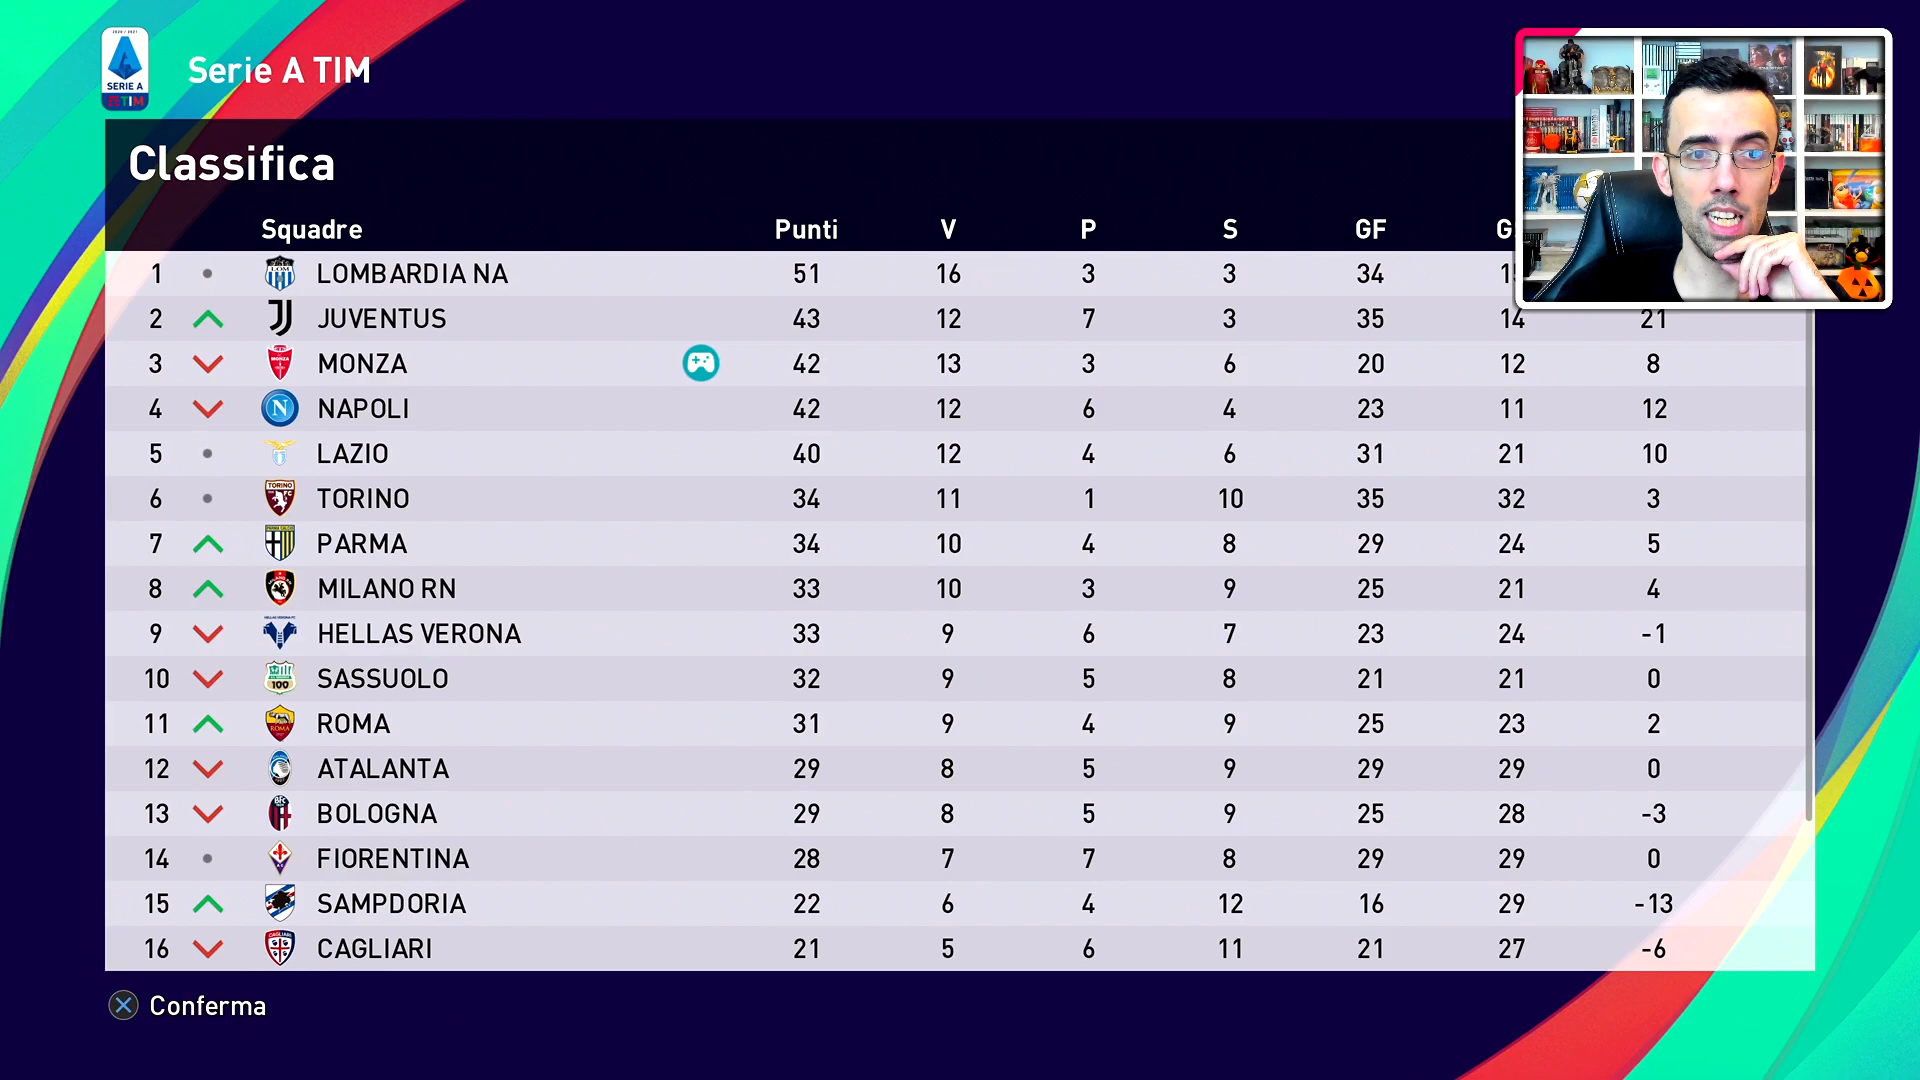 Serie A TIM
SERIE A
TIM
Classifica
Squadre Punti V P S GF G
1 LOMBARDIA NA 51 16 3 3 34
2 JUVENTUS 43 12 7 3 35 14 21
3 MONZA 42 13 3 6 20 12 8
4 NAPOLI 42 12 6 4 23 11 12
5 LAZIO 40 12 4 6 31 21 10
6 TORINO 34 11 1 10 35 32 3
7 PARMA 34 10 4 8 29 24 5
8 MILANO RN 33 10 3 9 25 21 4
9 HELLAS VERONA 33 9 6 7 23 24 -1
10 SASSUOLO 32 9 5 8 21 21 0
11 ROMA 31 9 4 9 25 23 2
12 ATALANTA 29 8 5 9 29 29 0
13 BOLOGNA 29 8 5 9 25 28 -3
14 FIORENTINA 28 7 7 8 29 29 0
15 SAMPDORIA 22 6 4 12 16 29 -13
16 CAGLIARI 21 5 6 11 21 27 -6
Conferma